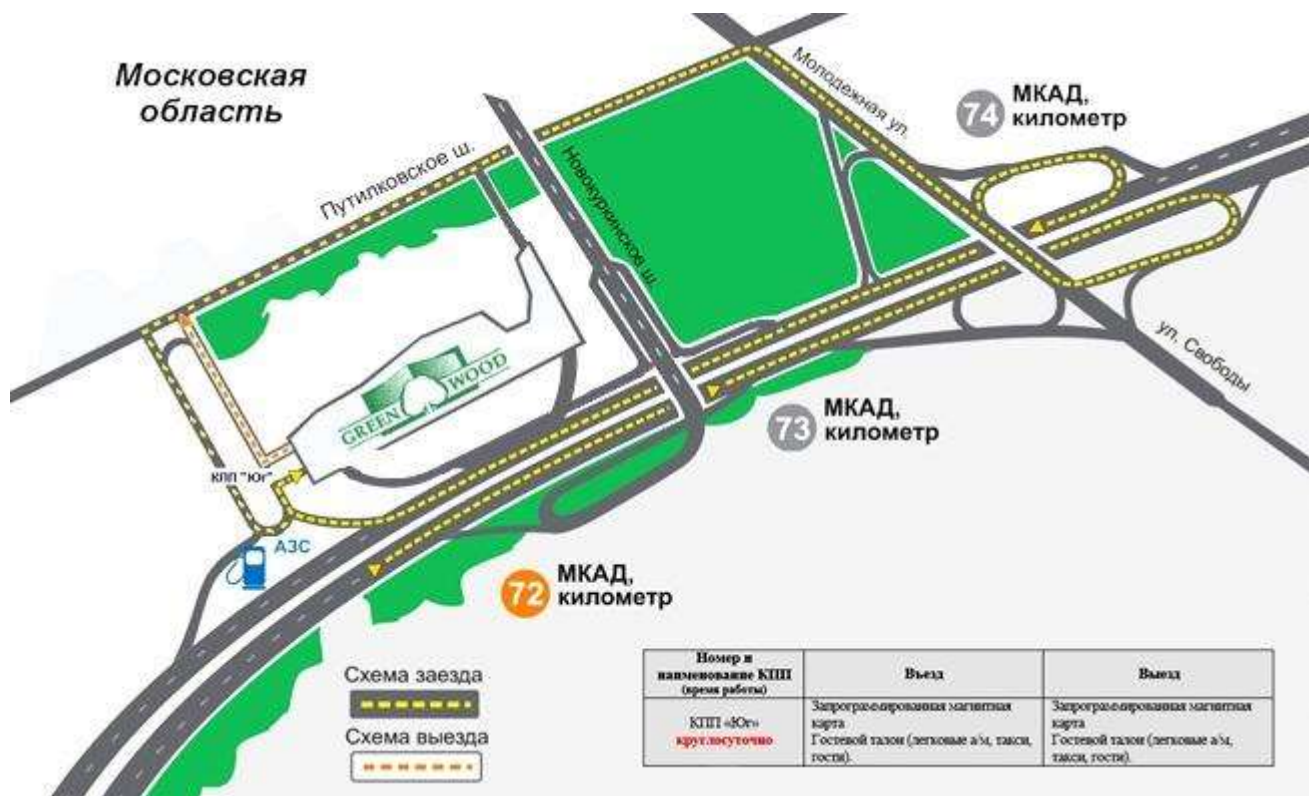 Московская
область
Путилковское ш.
Новокуркинское ш.
Молодежная ул.
74
МКАД,
километр
ул. Свободы
73
МКАД,
километр
GREEN WOOD
КПП "Юг"
АЗС
72
МКАД,
километр
Схема заезда
Схема выезда
Номер и
наименование КПП
(время работы)
Въезд
Выезд
КПП «Юг»
круглосуточно
Запрограммированная магнитная
карта
Гостевой талон (легковые а/м, такси,
гости).
Запрограммированная магнитная
карта
Гостевой талон (легковые а/м,
такси, гости).